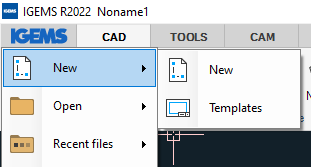 IGEMS R2022 Noname1
IGEMS CAD TOOLS CAM
New New
Open Templates
Recent files